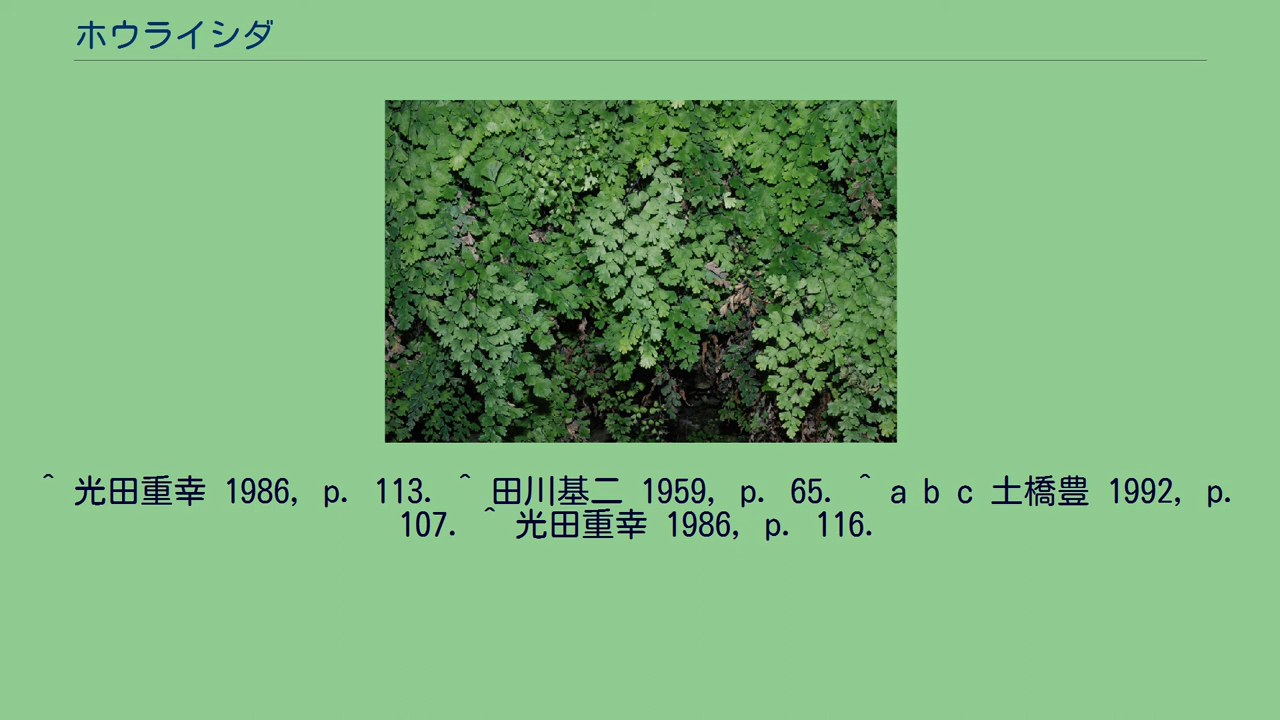 ホウライシダ
^ 光田重幸 1986, p. 113. ^ 田川基二 1959, p. 65. ^ a b c 土橋豊 1992, p.
107. ^ 光田重幸 1986, p. 116.